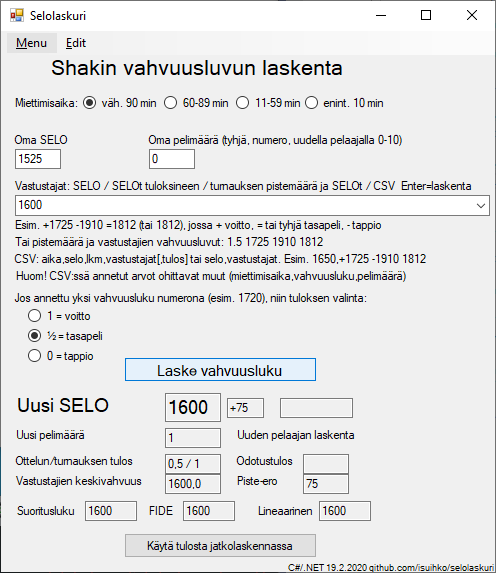 Selolaskuri
Menu Edit
Shakin vahvuusluvun laskenta
Miettimisaika: väh. 90 min 60-89 min 11-59 min enint. 10 min
Oma SELO Oma pelimäärä (tyhjä, numero, uudella pelaajalla 0-10)
1525 0
Vastustajat: SELO / SELOt tuloksineen / turnauksen pistemäärä ja SELOt / CSV Enter=laskenta
1600
Esim. +1725 -1910 =1812 (tai 1812), jossa + voitto, = tai tyhjä tasapeli, - tappio
Tai pistemäärä ja vastustajien vahvuusluvut: 1.5 1725 1910 1812
CSV: aika,selo,lkm,vastustajat[,tulos] tai selo,vastustajat. Esim. 1650,+1725 -1910 1812
Huom! CSV:ssä annetut arvot ohittavat muut (miettimisaika,vahvuusluku,pelimäärä)
Jos annettu yksi vahvuusluku numerona (esim. 1720), niin tuloksen valinta:
1 = voitto
½ = tasapeli
0 = tappio
Laske vahvuusluku
Uusi SELO 1600 +75
Uusi pelimäärä 1 Uuden pelaajan laskenta
Ottelun/turnauksen tulos 0,5 / 1 Odotustulos
Vastustajien keskivahvuus 1600,0 Piste-ero 75
Suoritusluku 1600 FIDE 1600 Lineaarinen 1600
Käytä tulosta jatkolaskennassa
C#/.NET 19.2.2020 github.com/isuihko/selolaskuri